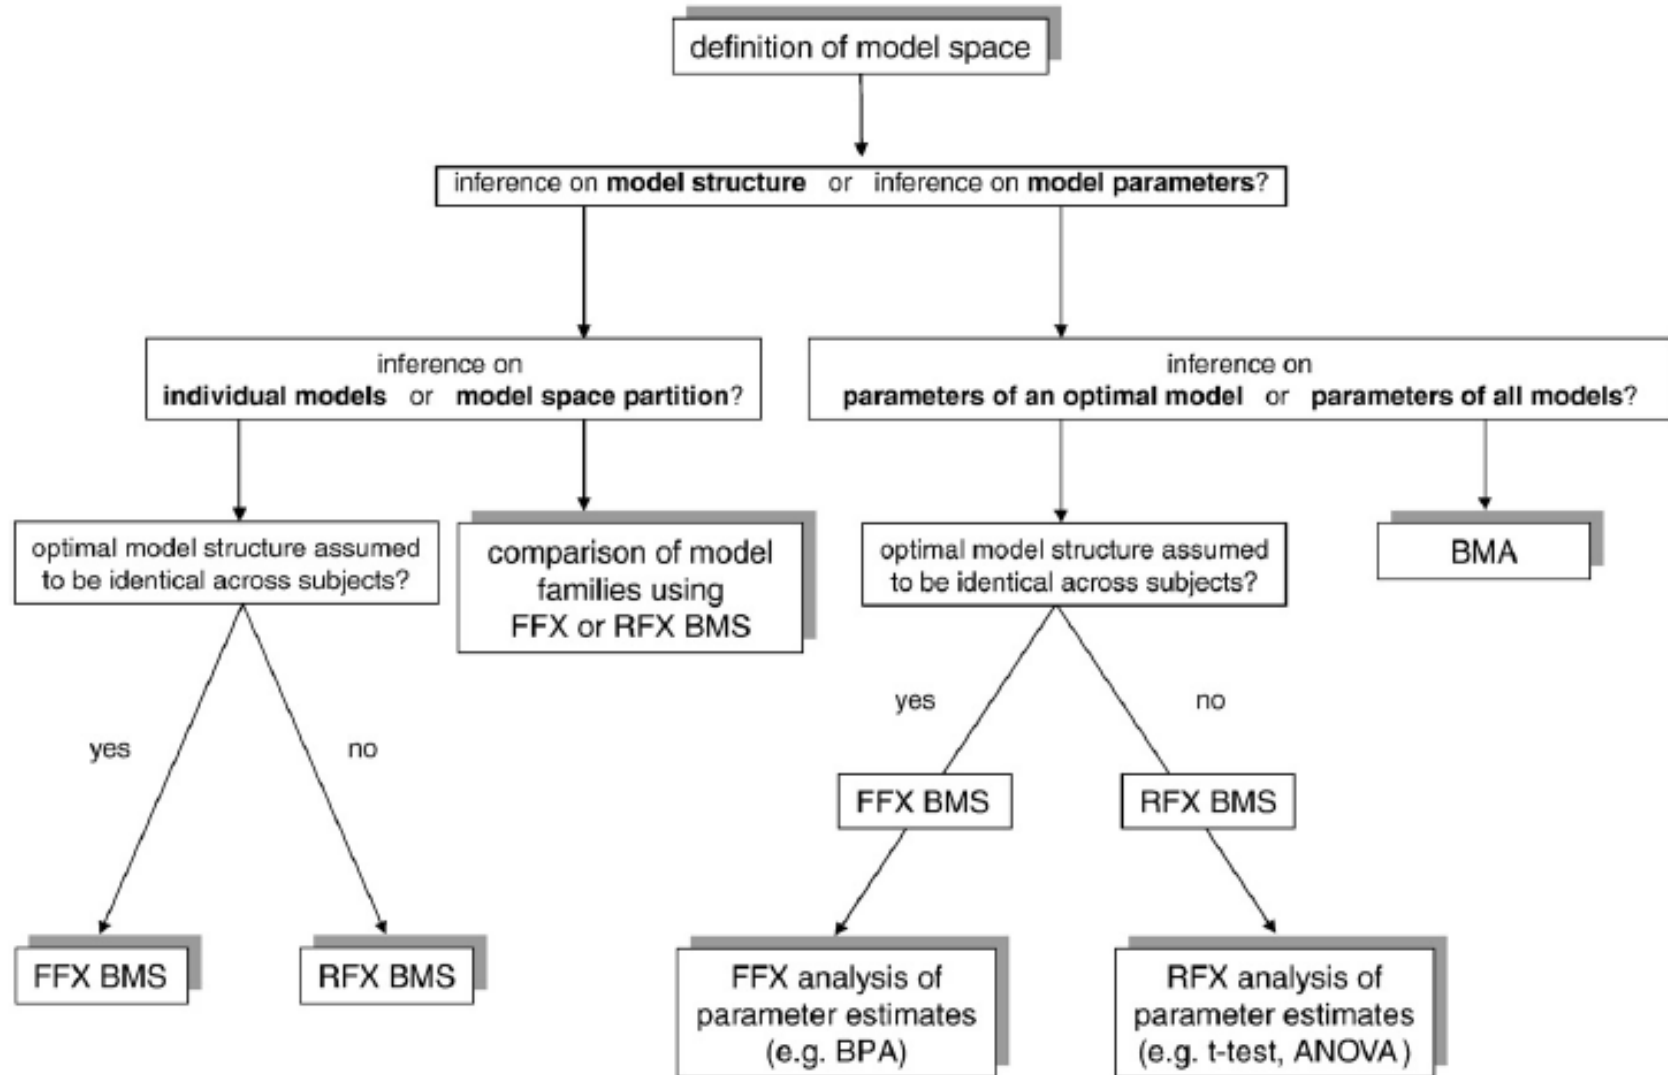 definition of model space
inference on model structure or inference on model parameters?
inference on
individual models or model space partition?
inference on
parameters of an optimal model or parameters of all models?
optimal model structure assumed
to be identical across subjects?
comparison of model
families using
FFX or RFX BMS
optimal model structure assumed
to be identical across subjects?
BMA
yes
no
yes
no
FFX BMS
RFX BMS
FFX BMS
RFX BMS
FFX analysis of
parameter estimates
(e.g. BPA)
RFX analysis of
parameter estimates
(e.g. t-test, ANOVA)